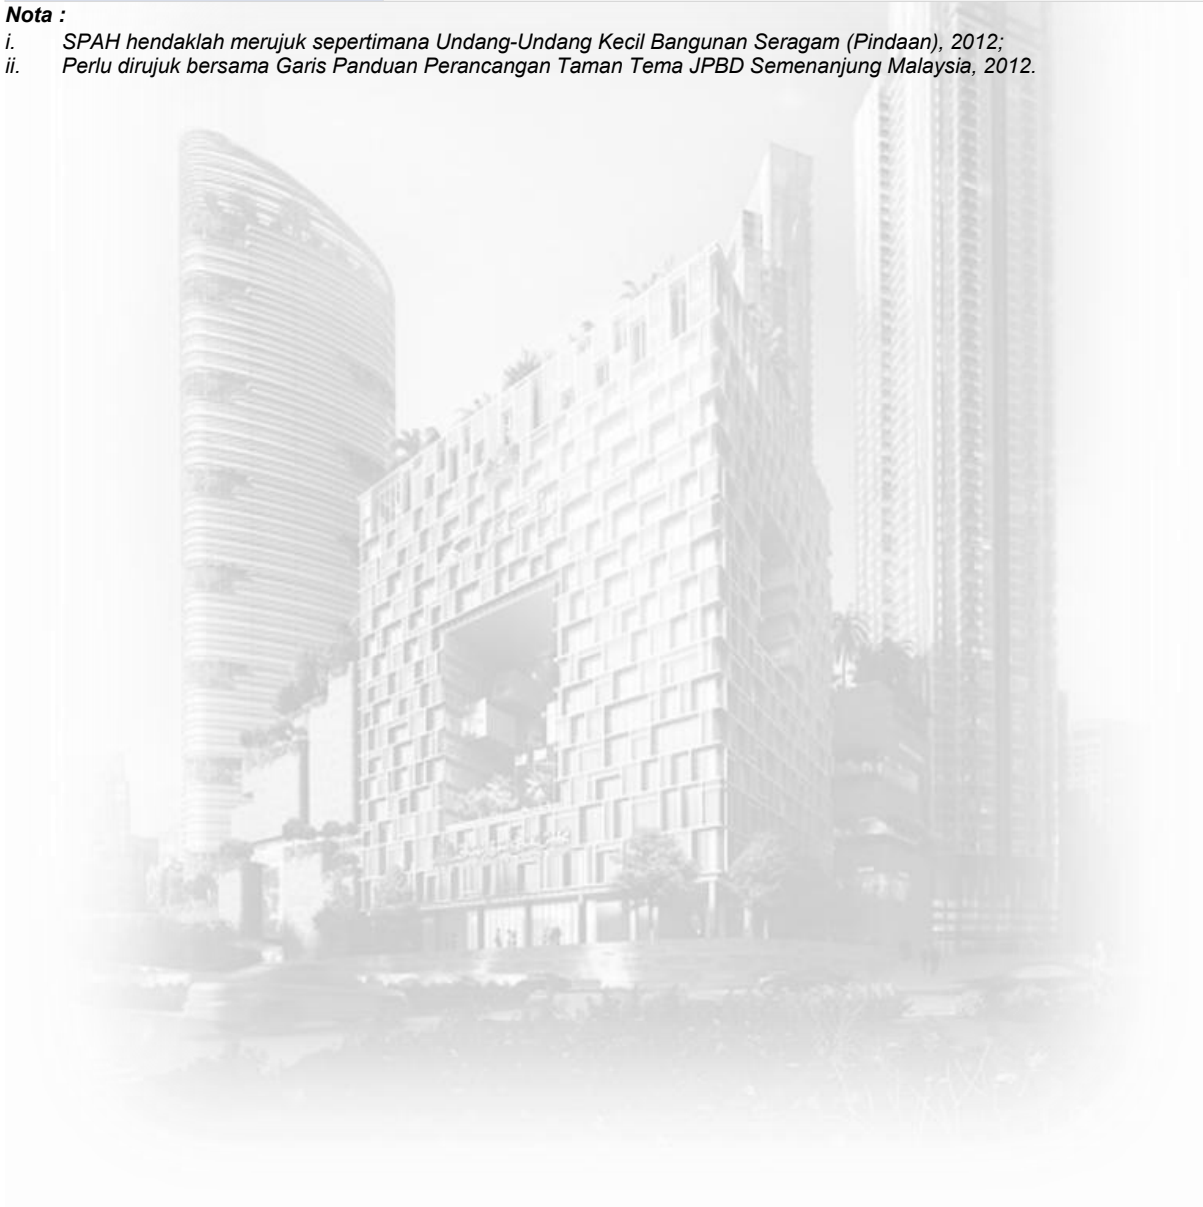 Nota :
i. SPAH hendaklah merujuk sepertimana Undang-Undang Kecil Bangunan Seragam (Pindaan), 2012;
ii. Perlu dirujuk bersama Garis Panduan Perancangan Taman Tema JPBD Semenanjung Malaysia, 2012.